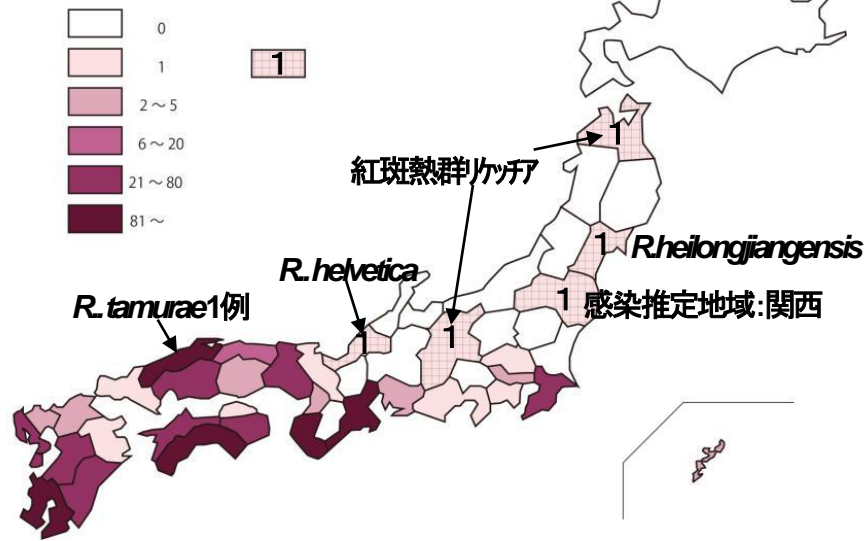 0
1
1
2～5
6～20
21～80
81～
1
紅斑熱群リケッチア
R.heilongjiangensis
1
R..helvetica
1
感染推定地域:関西
R..tamurae1例
1
1